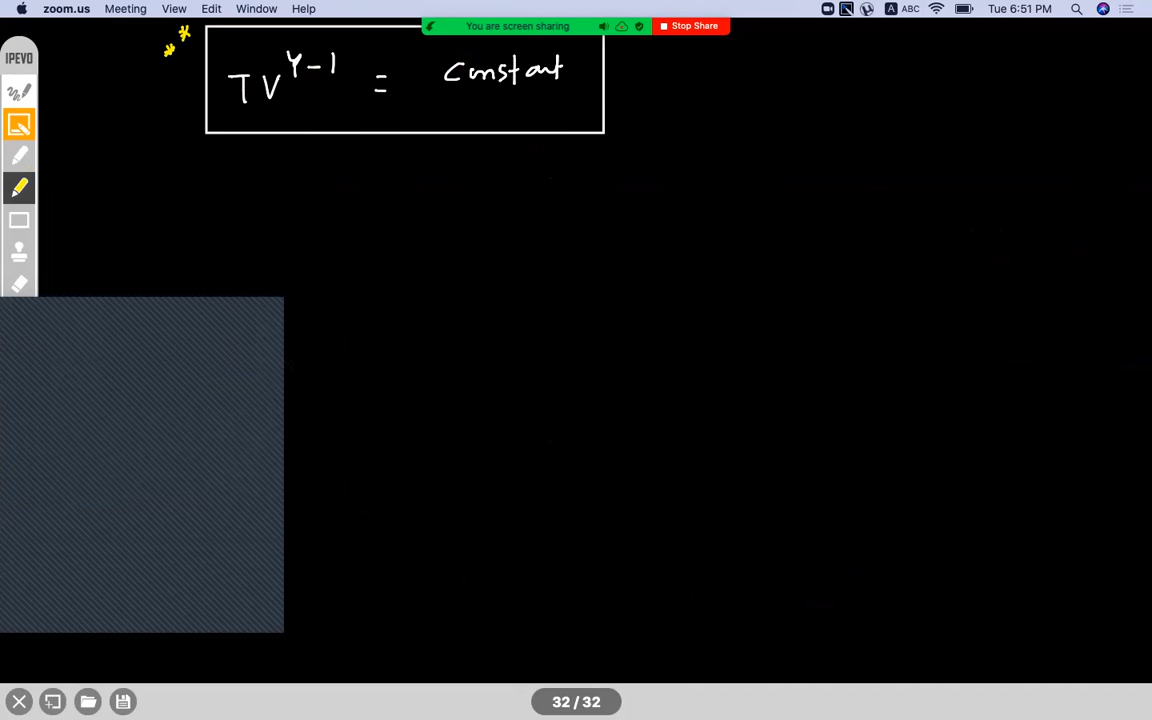 zoom.us Meeting View Edit Window Help ABC Tue 6:51 PM
You are screen sharing Stop Share
IPEVO
TV^γ-1 = Constant
32 / 32